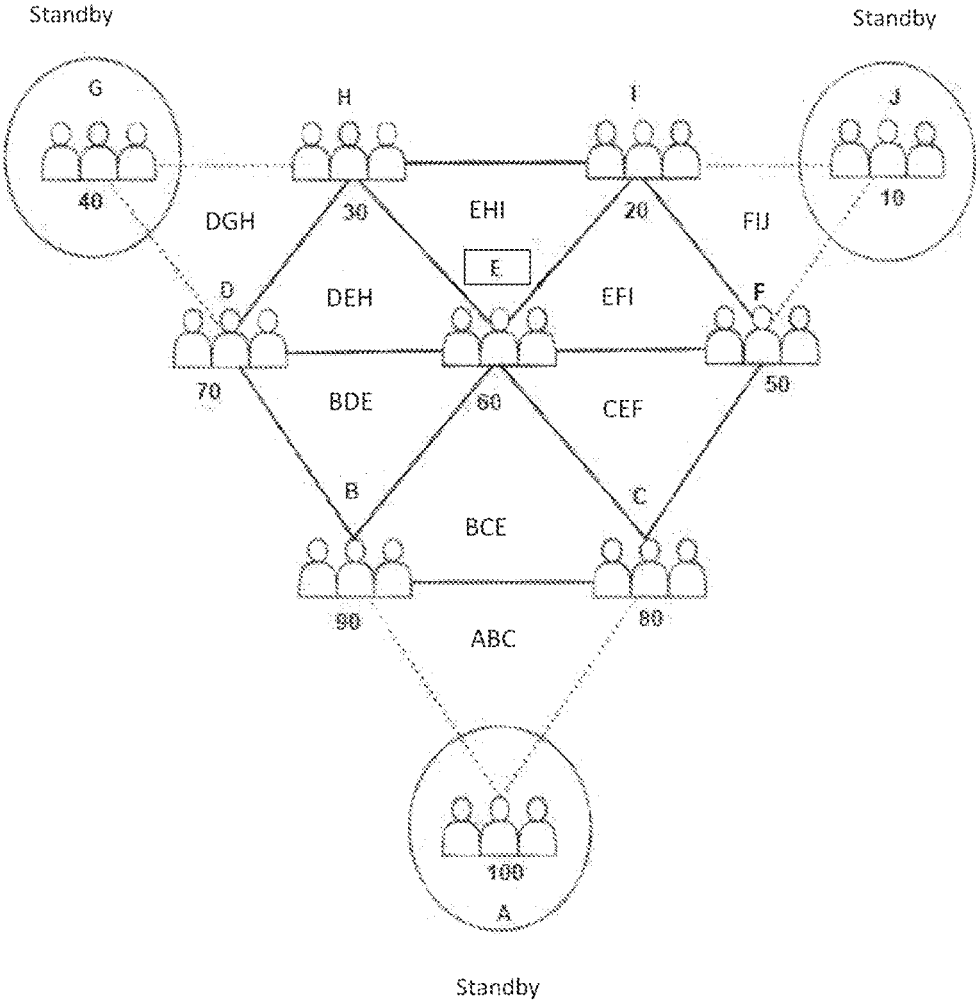 Standby Standby
G H I J
40 30 20 10
DGH EHI FIJ
E
D DEH EFI F
70 60 50
BDE CEF
B C
BCE
90 80
ABC
100
A
Standby